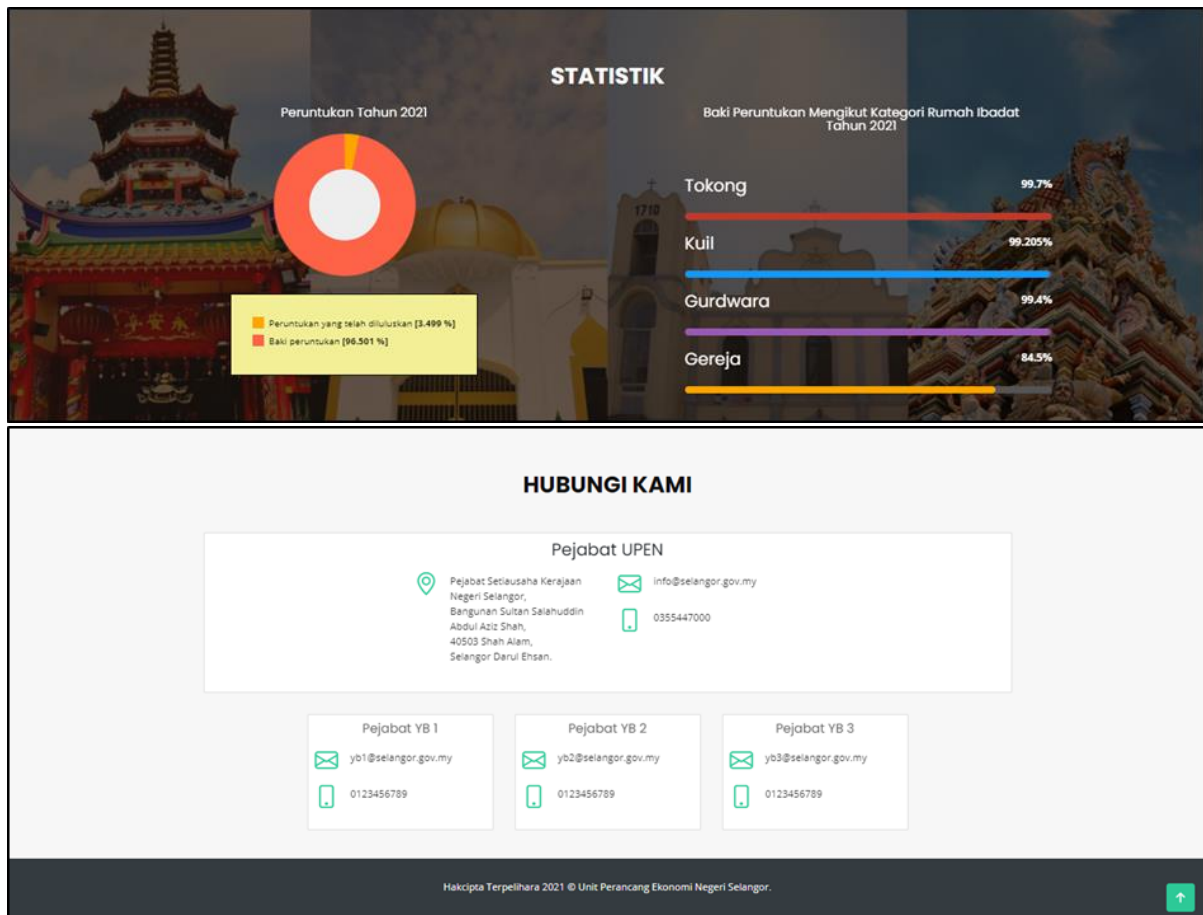 STATISTIK
Peruntukan Tahun 2021
Peruntukan yang telah diluluskan [3.499 %]
Baki peruntukan [96.501 %]
Baki Peruntukan Mengikut Kategori Rumah Ibadat
Tahun 2021
Tokong 99.7%
Kuil 99.205%
Gurdwara 99.4%
Gereja 84.5%
1710
HUBUNGI KAMI
Pejabat UPEN
Pejabat Setiausaha Kerajaan
Negeri Selangor,
Bangunan Sultan Salahuddin
Abdul Aziz Shah,
40503 Shah Alam,
Selangor Darul Ehsan.
info@selangor.gov.my
0355447000
Pejabat YB 1
yb1@selangor.gov.my
0123456789
Pejabat YB 2
yb2@selangor.gov.my
0123456789
Pejabat YB 3
yb3@selangor.gov.my
0123456789
Hakcipta Terpelihara 2021 © Unit Perancang Ekonomi Negeri Selangor.